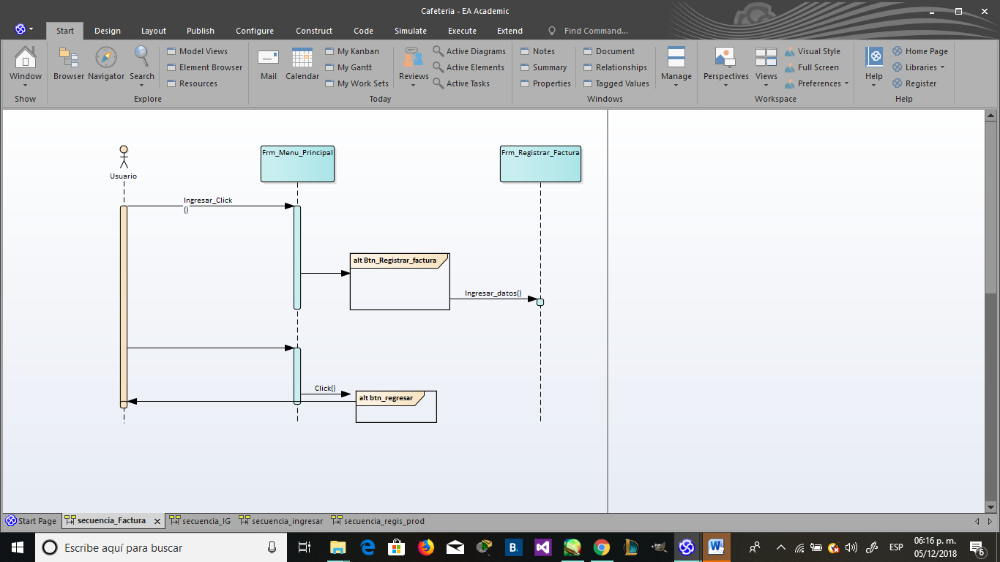 Cafeteria - EA Academic
Start Design Layout Publish Configure Construct Code Simulate Execute Extend Find Command...
Window Browser Navigator Search Model Views Mail Calendar My Kanban Reviews Active Diagrams Notes Document Manage Perspectives Views Visual Style Help Home Page
Element Browser My Gantt Active Elements Summary Relationships Full Screen Libraries
Resources My Work Sets Active Tasks Properties Tagged Values Preferences Register
Show Explore Today Windows Workspace Help
Usuario
Frm_Menu_Principal
Frm_Registrar_Factura
Ingresar_Click
()
alt Btn_Registrar_factura
Ingresar_datos()
Click()
alt btn_regresar
Start Page secuencia_Factura secuencia_IG secuencia_ingresar secuencia_regis_prod
Escribe aquí para buscar
B.
ESP
06:16 p. m.
05/12/2018
6